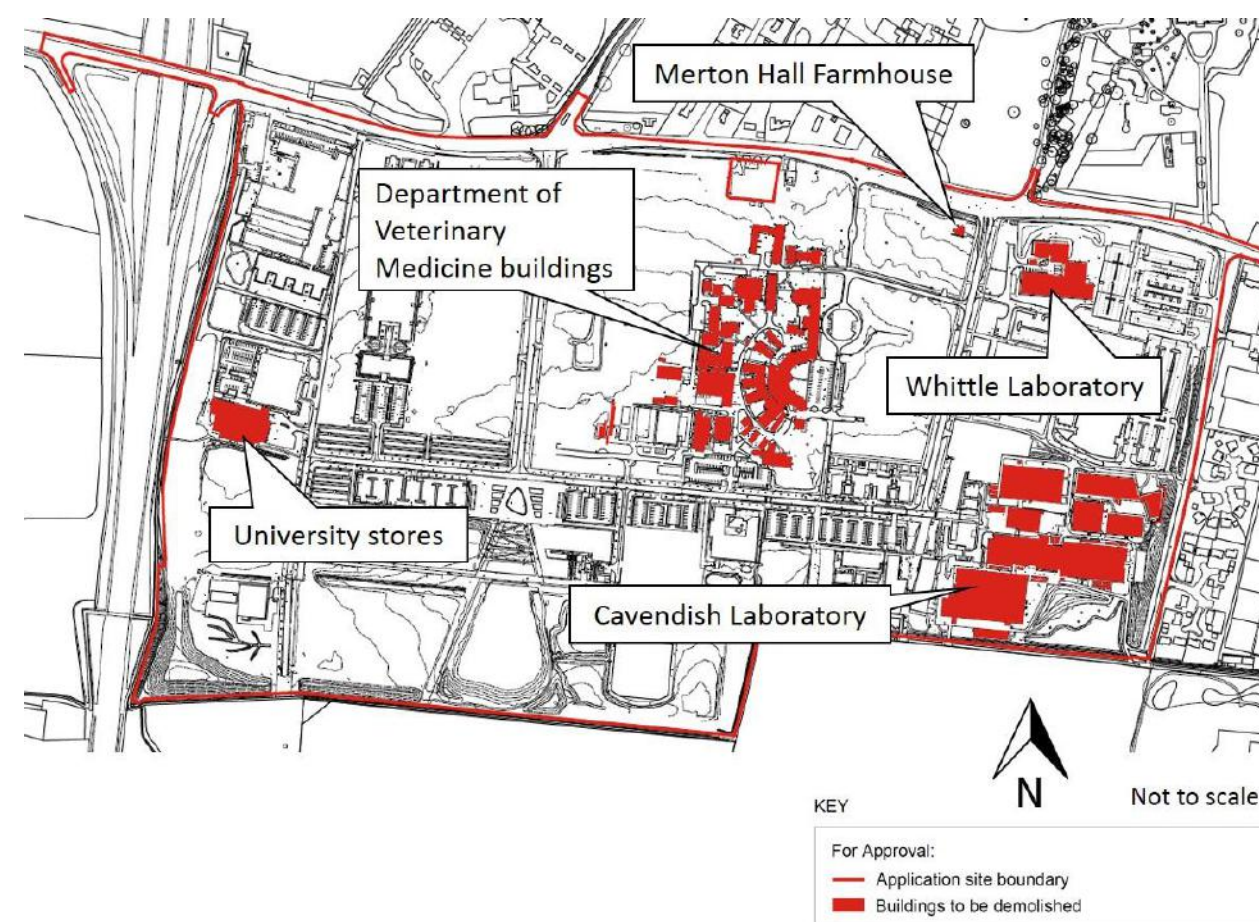 Merton Hall Farmhouse
Department of
Veterinary
Medicine buildings
Whittle Laboratory
University stores
Cavendish Laboratory
N
Not to scale
KEY
For Approval:
Application site boundary
Buildings to be demolished